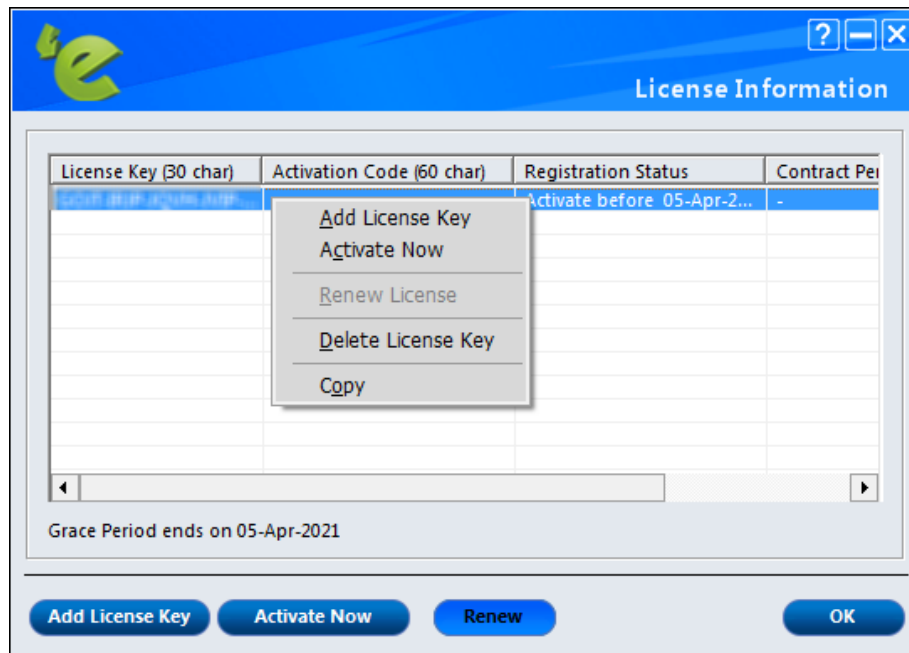 License Information
License Key (30 char) Activation Code (60 char) Registration Status Contract Per
Activate before 05-Apr-2... -
Add License Key
Activate Now
Renew License
Delete License Key
Copy
Grace Period ends on 05-Apr-2021
Add License Key Activate Now Renew OK